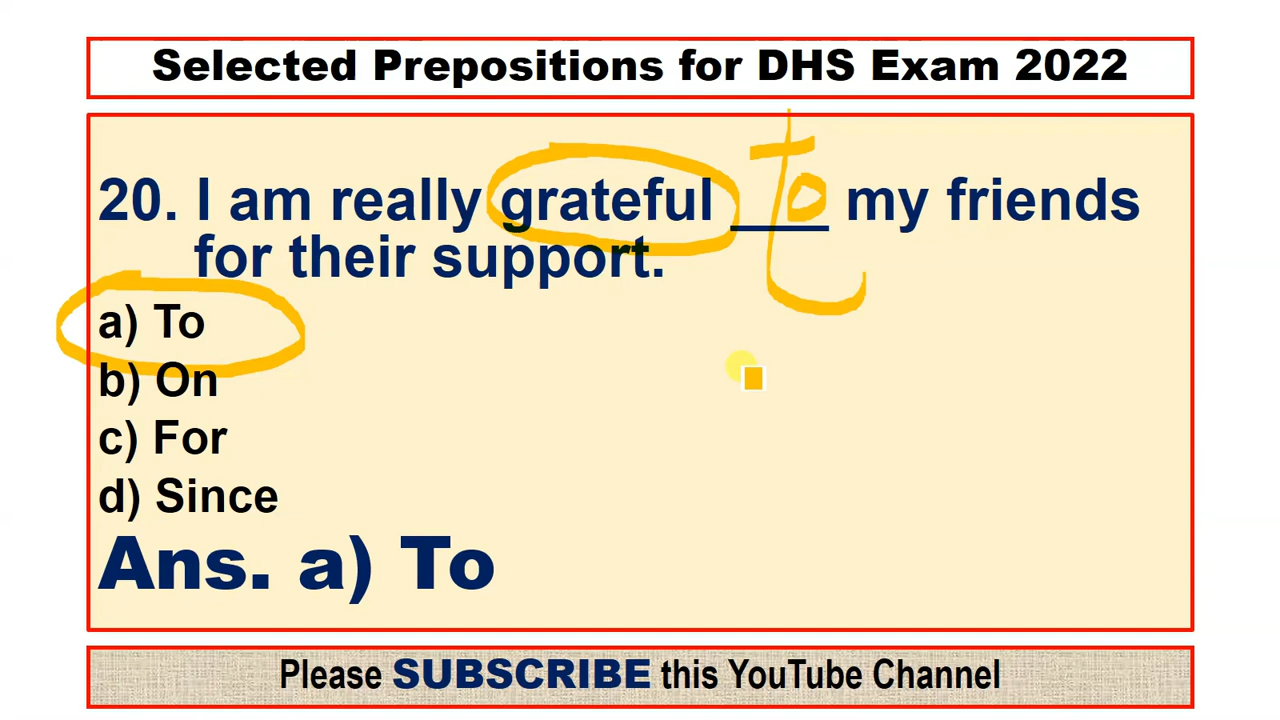 Selected Prepositions for DHS Exam 2022
20. I am really grateful to my friends
for their support.
a) To
b) On
c) For
d) Since
Ans. a) To
Please SUBSCRIBE this YouTube Channel